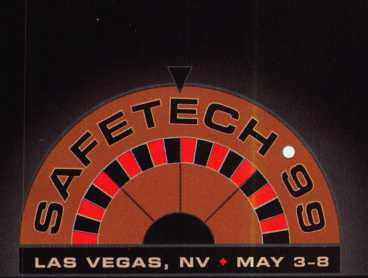 SAFETECH 99
LAS VEGAS, NV ♦ MAY 3-8